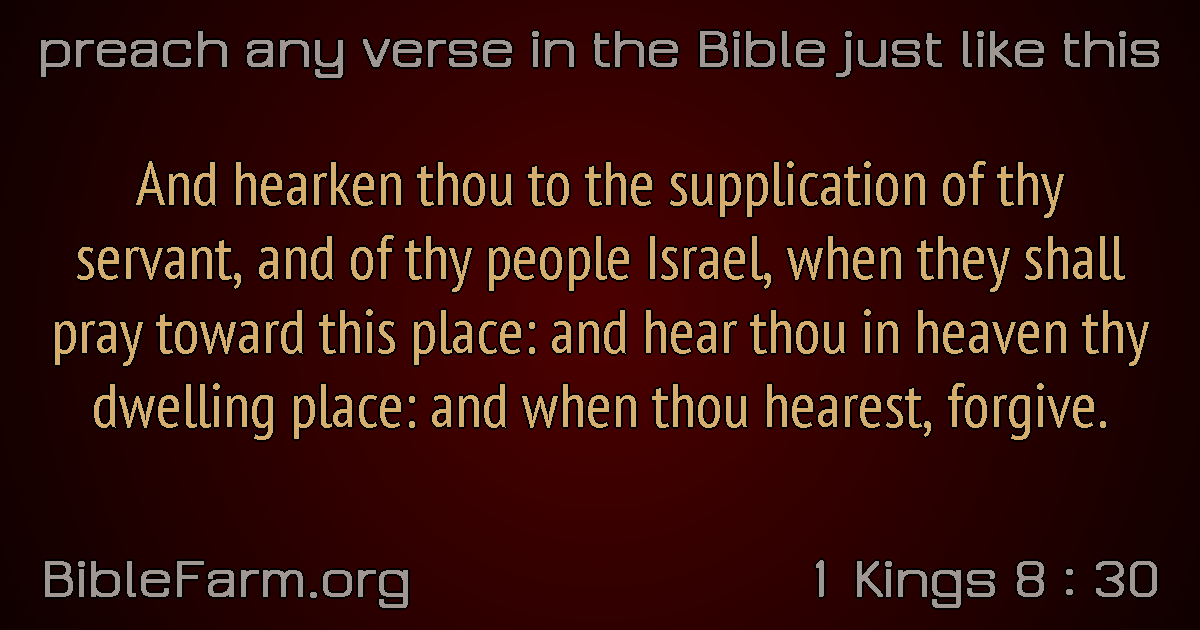 preach any verse in the Bible just like this
And hearken thou to the supplication of thy
servant, and of thy people Israel, when they shall
pray toward this place: and hear thou in heaven thy
dwelling place: and when thou hearest, forgive.
BibleFarm.org
1 Kings 8 : 30